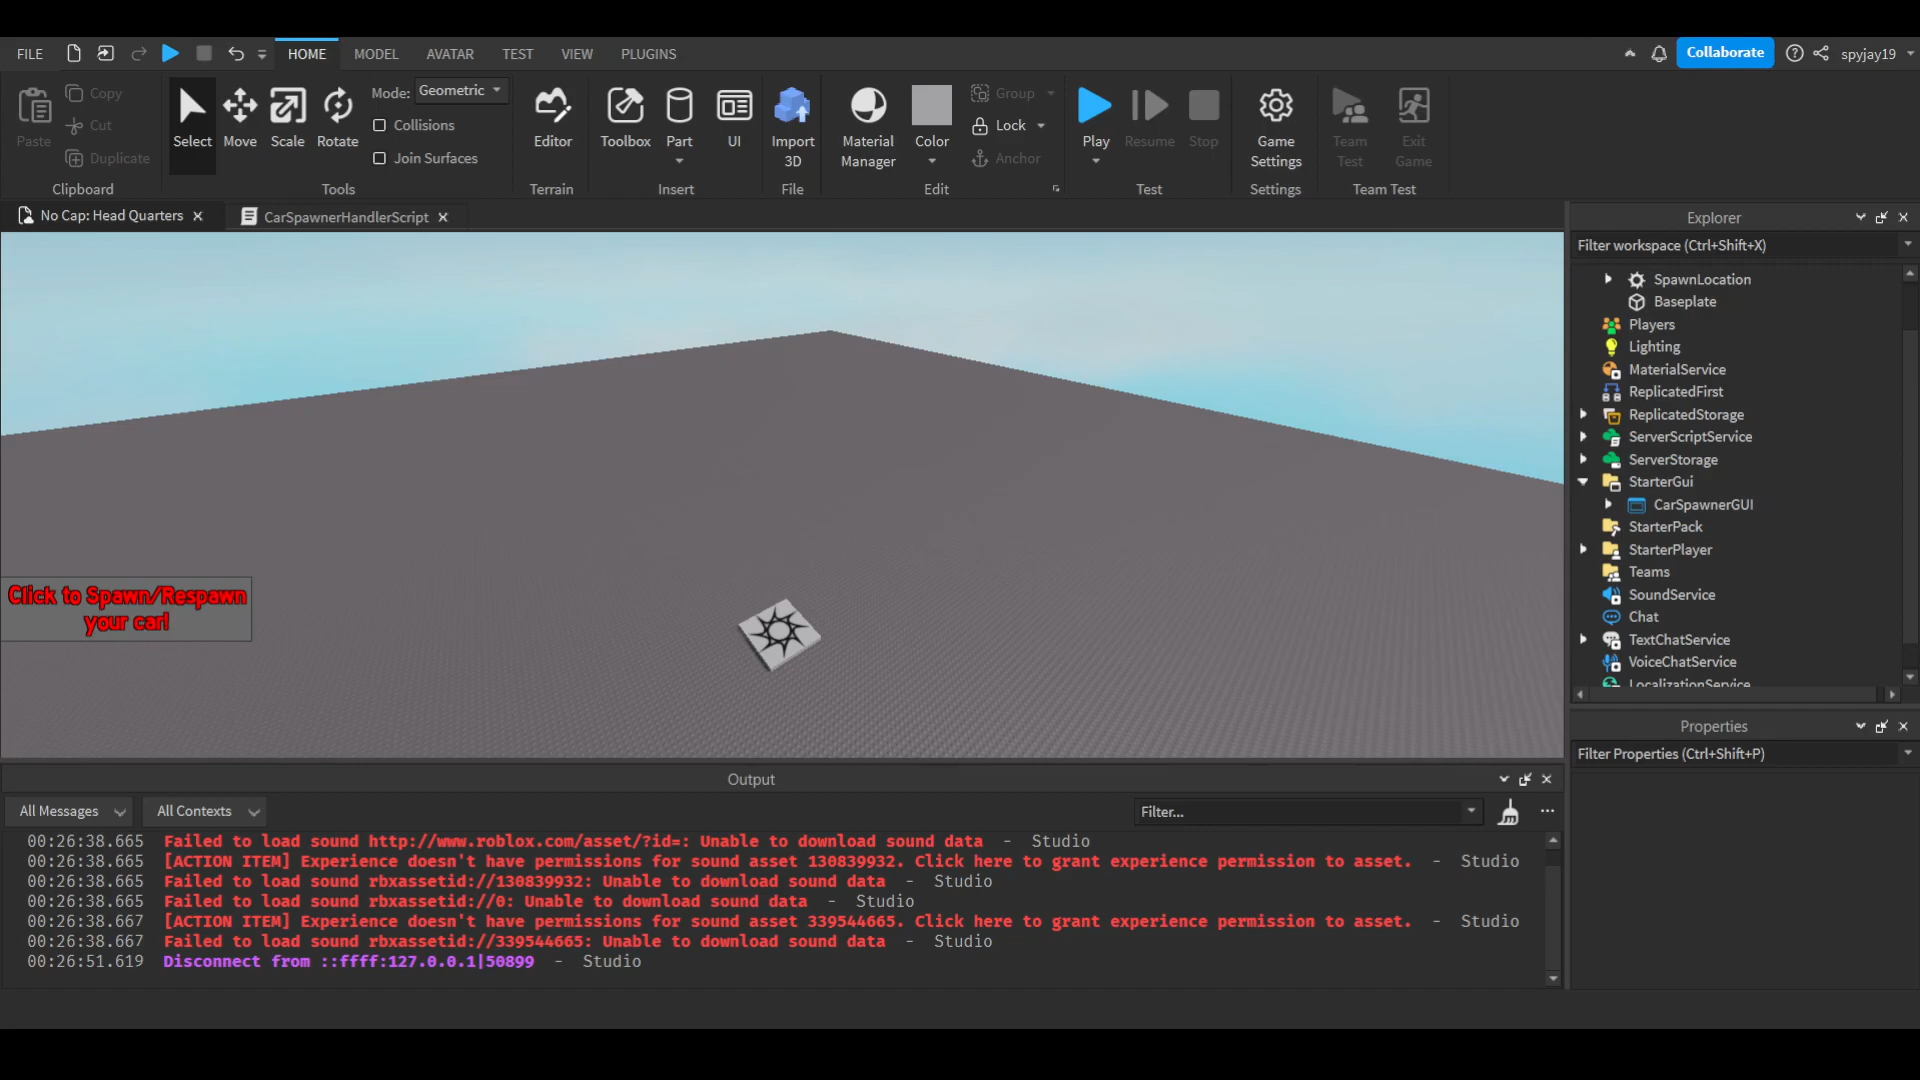 FILE HOME MODEL AVATAR TEST VIEW PLUGINS Collaborate spyjay19
Paste Copy Cut Duplicate Clipboard
Select Move Scale Rotate Mode: Geometric Collisions Join Surfaces Tools
Editor Terrain
Toolbox Part UI Insert
Import 3D File
Material Manager Color Group Lock Anchor Edit
Play Resume Stop Test
Game Settings Settings
Team Test Exit Game Team Test
No Cap: Head Quarters CarSpawnerHandlerScript
Click to Spawn/Respawn
your car!
Explorer
Filter workspace (Ctrl+Shift+X)
SpawnLocation
Baseplate
Players
Lighting
MaterialService
ReplicatedFirst
ReplicatedStorage
ServerScriptService
ServerStorage
StarterGui
CarSpawnerGUI
StarterPack
StarterPlayer
Teams
SoundService
Chat
TextChatService
VoiceChatService
LocalizationService
Properties
Filter Properties (Ctrl+Shift+P)
Output
All Messages All Contexts Filter...
00:26:38.665 Failed to load sound http://www.roblox.com/asset/?id=: Unable to download sound data - Studio
00:26:38.665 [ACTION ITEM] Experience doesn't have permissions for sound asset 130839932. Click here to grant experience permission to asset. - Studio
00:26:38.665 Failed to load sound rbxassetid://130839932: Unable to download sound data - Studio
00:26:38.665 Failed to load sound rbxassetid://0: Unable to download sound data - Studio
00:26:38.667 [ACTION ITEM] Experience doesn't have permissions for sound asset 339544665. Click here to grant experience permission to asset. - Studio
00:26:38.667 Failed to load sound rbxassetid://339544665: Unable to download sound data - Studio
00:26:51.619 Disconnect from ::ffff:127.0.0.1|50899 - Studio